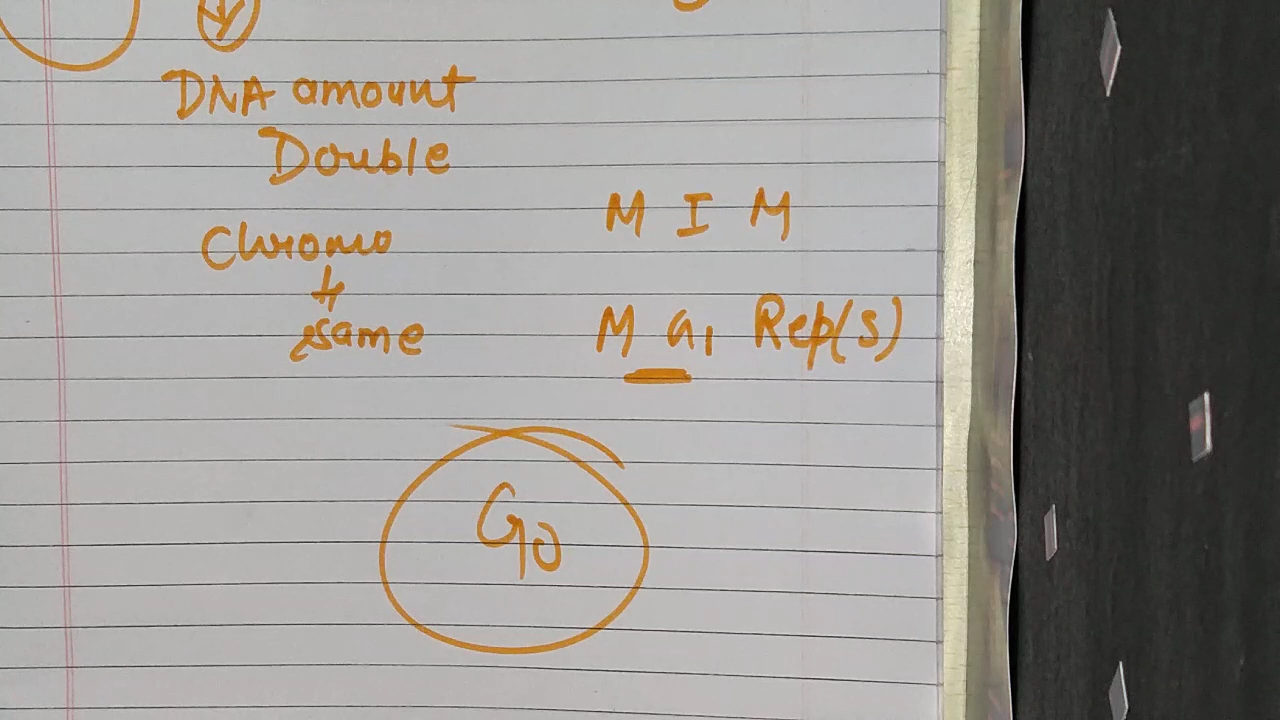 DNA amount
Double
Chromo
↓
same
M I M
M G1 Rep(S)
G0